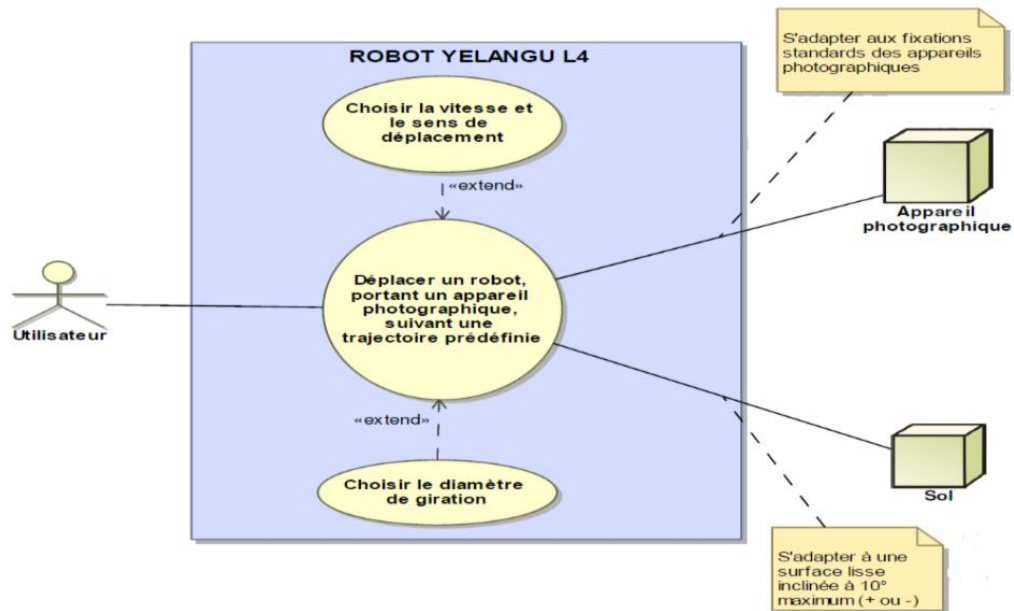 S'adapter aux fixations
standards des appareils
photographiques
ROBOT YELANGU L4
Choisir la vitesse et
le sens de
déplacement
«extend»
Appareil
photographique
Déplacer un robot,
portant un appareil
photographique,
suivant une
trajectoire prédéfinie
Utilisateur
«extend»
Choisir le diamètre
de giration
Sol
S'adapter à une
surface lisse
inclinée à 10°
maximum (+ ou -)